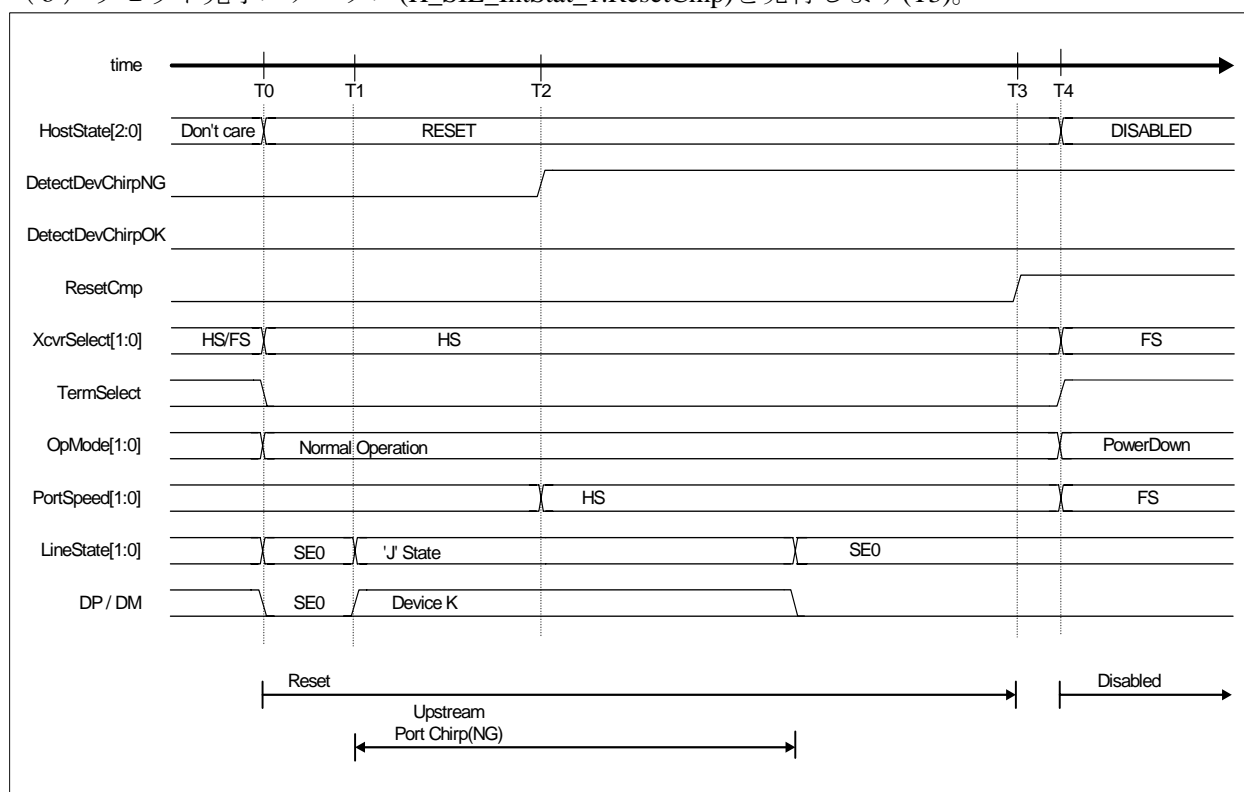 time
T0 T1 T2 T3 T4
HostState[2:0] Don't care RESET DISABLED
DetectDevChirpNG
DetectDevChirpOK
ResetCmp
XcvrSelect[1:0] HS/FS HS FS
TermSelect
OpMode[1:0] Normal Operation PowerDown
PortSpeed[1:0] HS FS
LineState[1:0] SE0 'J' State SE0
DP / DM SE0 Device K
Reset Disabled
Upstream
Port Chirp(NG)